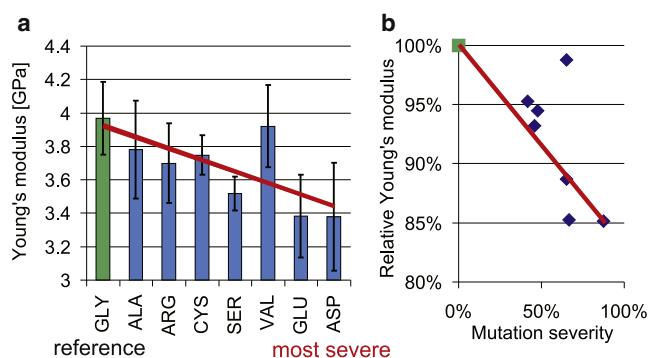 a
Young's modulus [GPa]
4.4
4.2
4
3.8
3.6
3.4
3.2
3
GLY
ALA
ARG
CYS
SER
VAL
GLU
ASP
reference
most severe
b
Relative Young's modulus
100%
95%
90%
85%
80%
0%
50%
100%
Mutation severity